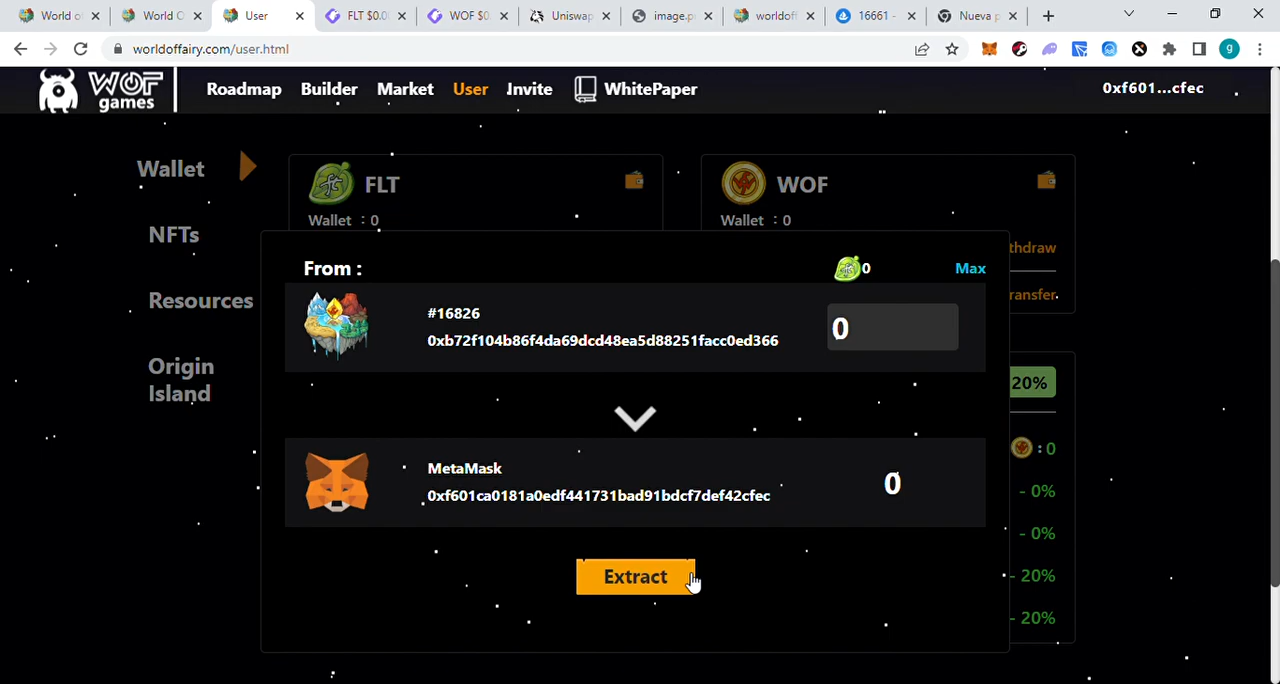 World o
World O
User
FLT $0.0
WOF $0
Uniswap
image.p
worldoff
16661 -
Nueva p
worldoffairy.com/user.html
g
WOF games
Roadmap
Builder
Market
User
Invite
WhitePaper
0xf601...cfec
Wallet
NFTs
Resources
Origin
Island
FLT
Wallet : 0
WOF
Wallet : 0
thdraw
ransfer
From :
0
Max
#16826
0xb72f104b86f4da69dcd48ea5d88251facc0ed366
0
MetaMask
0xf601ca0181a0edf441731bad91bdcf7def42cfec
0
Extract
20%
: 0
- 0%
- 0%
- 20%
- 20%